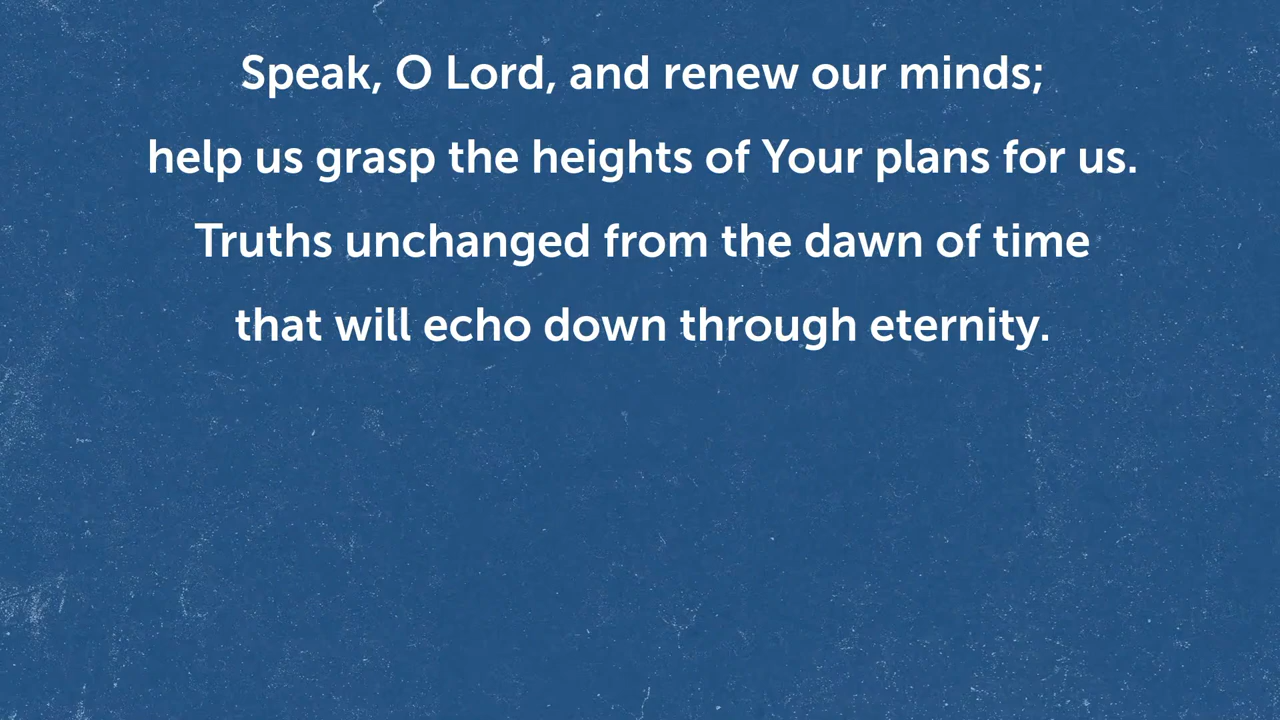 Speak, O Lord, and renew our minds;
help us grasp the heights of Your plans for us.
Truths unchanged from the dawn of time
that will echo down through eternity.